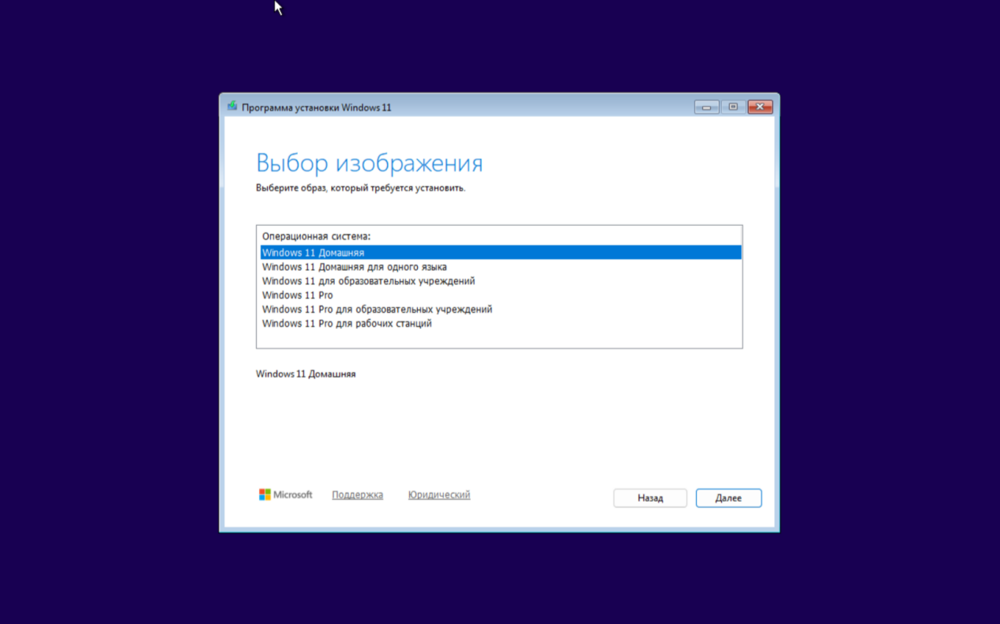 Программа установки Windows 11
Выбор изображения
Выберите образ, который требуется установить.
Операционная система:
Windows 11 Домашняя
Windows 11 Домашняя для одного языка
Windows 11 для образовательных учреждений
Windows 11 Pro
Windows 11 Pro для образовательных учреждений
Windows 11 Pro для рабочих станций
Windows 11 Домашняя
Microsoft Поддержка Юридический Назад Далее